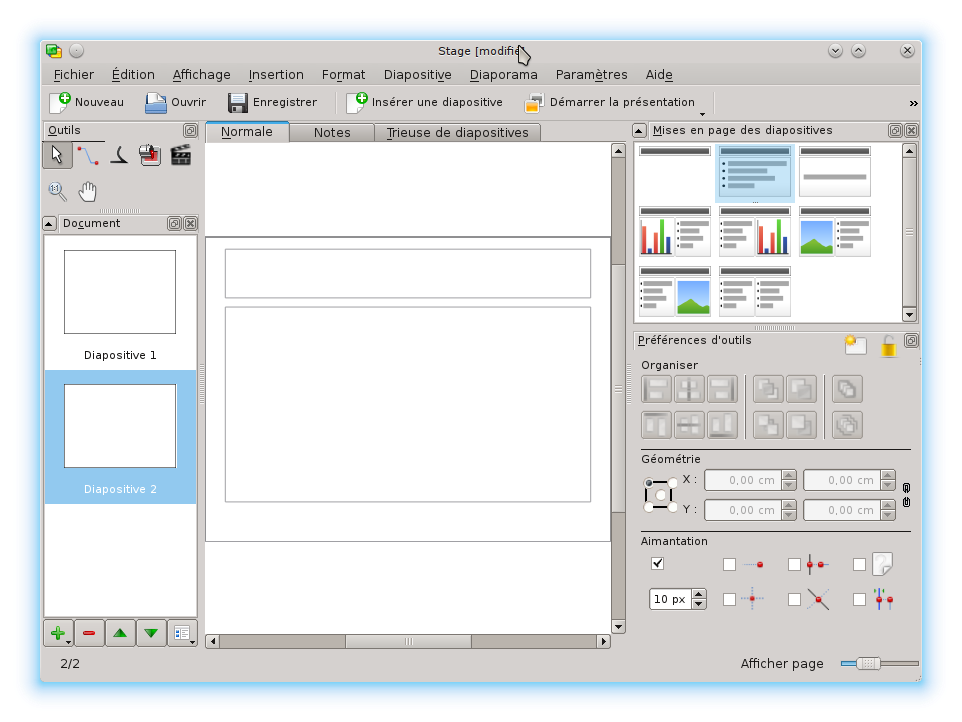 Stage [modifié]
Fichier Édition Affichage Insertion Format Diapositive Diaporama Paramètres Aide
Nouveau Ouvrir Enregistrer Insérer une diapositive Démarrer la présentation »
Outils
Normale Notes Trieuse de diapositives
Mises en page des diapositives
1:1
Document
Diapositive 1
Diapositive 2
Préférences d'outils
Organiser
Géométrie
X : 0,00 cm 0,00 cm
Y : 0,00 cm 0,00 cm
Aimantation
10 px
2/2
Afficher page